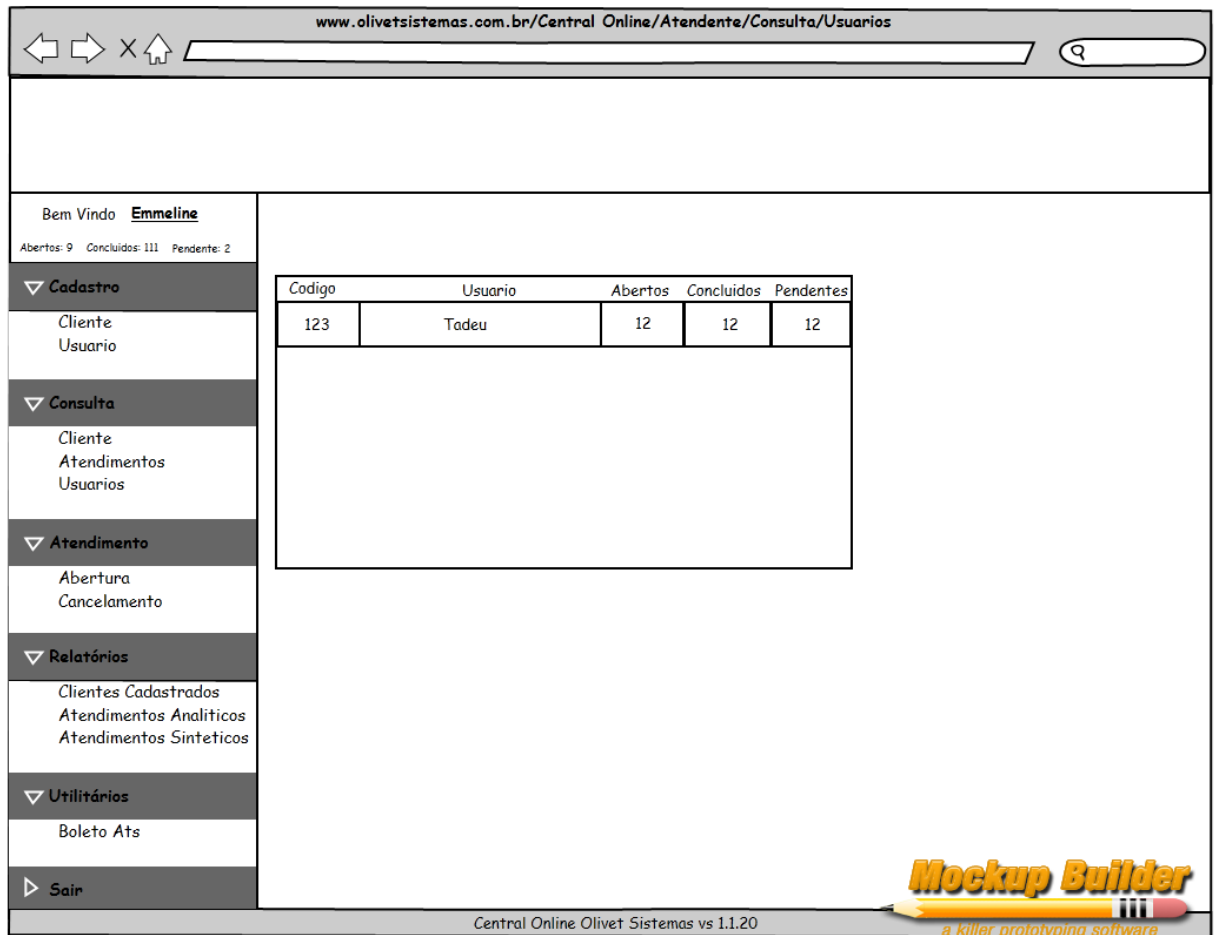 www.olivetsistemas.com.br/Central Online/Atendente/Consulta/Usuarios
Bem Vindo Emmeline
Abertos: 9 Concluidos: 111 Pendente: 2
Cadastro
Cliente
Usuario
Consulta
Cliente
Atendimentos
Usuarios
Atendimento
Abertura
Cancelamento
Relatórios
Clientes Cadastrados
Atendimentos Analiticos
Atendimentos Sinteticos
Utilitários
Boleto Ats
Sair
Codigo Usuario Abertos Concluidos Pendentes
123 Tadeu 12 12 12
Mockup Builder
a killer prototyping software
Central Online Olivet Sistemas vs 1.1.20